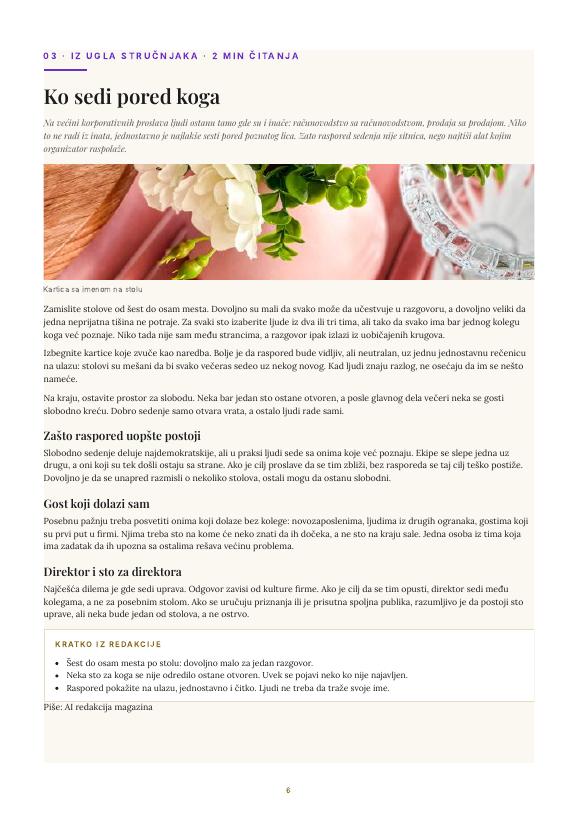 03 · IZ UGLA STRUČNJAKA · 2 MIN ČITANJA
Ko sedi pored koga
Na većini korporativnih proslava ljudi ostanu tamo gde su i inače: računovodstvo sa računovodstvom, prodaja sa prodajom. Niko
to ne radi iz inata, jednostavno je najlakše sesti pored poznatog lica. Zato raspored sedenja nije sitnica, nego najtiši alat kojim
organizator raspolaže.
Kartica sa imenom na stolu
Zamislite stolove od šest do osam mesta. Dovoljno su mali da svako može da učestvuje u razgovoru, a dovoljno veliki da
jedna neprijatna tišina ne potraje. Za svaki sto izaberite ljude iz dva ili tri tima, ali tako da svako ima bar jednog kolegu
koga već poznaje. Niko tada nije sam među strancima, a razgovor ipak izlazi iz uobičajenih krugova.
Izbegnite kartice koje zvuče kao naredba. Bolje je da raspored bude vidljiv, ali neutralan, uz jednu jednostavnu rečenicu
na ulazu: stolovi su mešani da bi svako večeras sedeo uz nekog novog. Kad ljudi znaju razlog, ne osećaju da im se nešto
nameće.
Na kraju, ostavite prostor za slobodu. Neka bar jedan sto ostane otvoren, a posle glavnog dela večeri neka se gosti
slobodno kreću. Dobro sedenje samo otvara vrata, a ostalo ljudi rade sami.
Zašto raspored uopšte postoji
Slobodno sedenje deluje najdemokratskije, ali u praksi ljudi sede sa onima koje već poznaju. Ekipe se slepe jedna uz
drugu, a oni koji su tek došli ostaju sa strane. Ako je cilj proslave da se tim zbliži, bez rasporeda se taj cilj teško postiže.
Dovoljno je da se unapred razmisli o nekoliko stolova, ostali mogu da ostanu slobodni.
Gost koji dolazi sam
Posebnu pažnju treba posvetiti onima koji dolaze bez kolege: novozaposlenima, ljudima iz drugih ogranaka, gostima koji
su prvi put u firmi. Njima treba sto na kome će neko znati da ih dočeka, a ne sto na kraju sale. Jedna osoba iz tima koja
ima zadatak da ih upozna sa ostalima rešava većinu problema.
Direktor i sto za direktora
Najčešća dilema je gde sedi uprava. Odgovor zavisi od kulture firme. Ako je cilj da se tim opusti, direktor sedi među
kolegama, a ne za posebnim stolom. Ako se uručuju priznanja ili je prisutna spoljna publika, razumljivo je da postoji sto
uprave, ali neka bude jedan od stolova, a ne ostrvo.
KRATKO IZ REDAKCIJE
• Šest do osam mesta po stolu: dovoljno malo za jedan razgovor.
• Neka sto za koga se nije odredilo ostane otvoren. Uvek se pojavi neko ko nije najavljen.
• Raspored pokažite na ulazu, jednostavno i čitko. Ljudi ne treba da traže svoje ime.
Piše: AI redakcija magazina
6